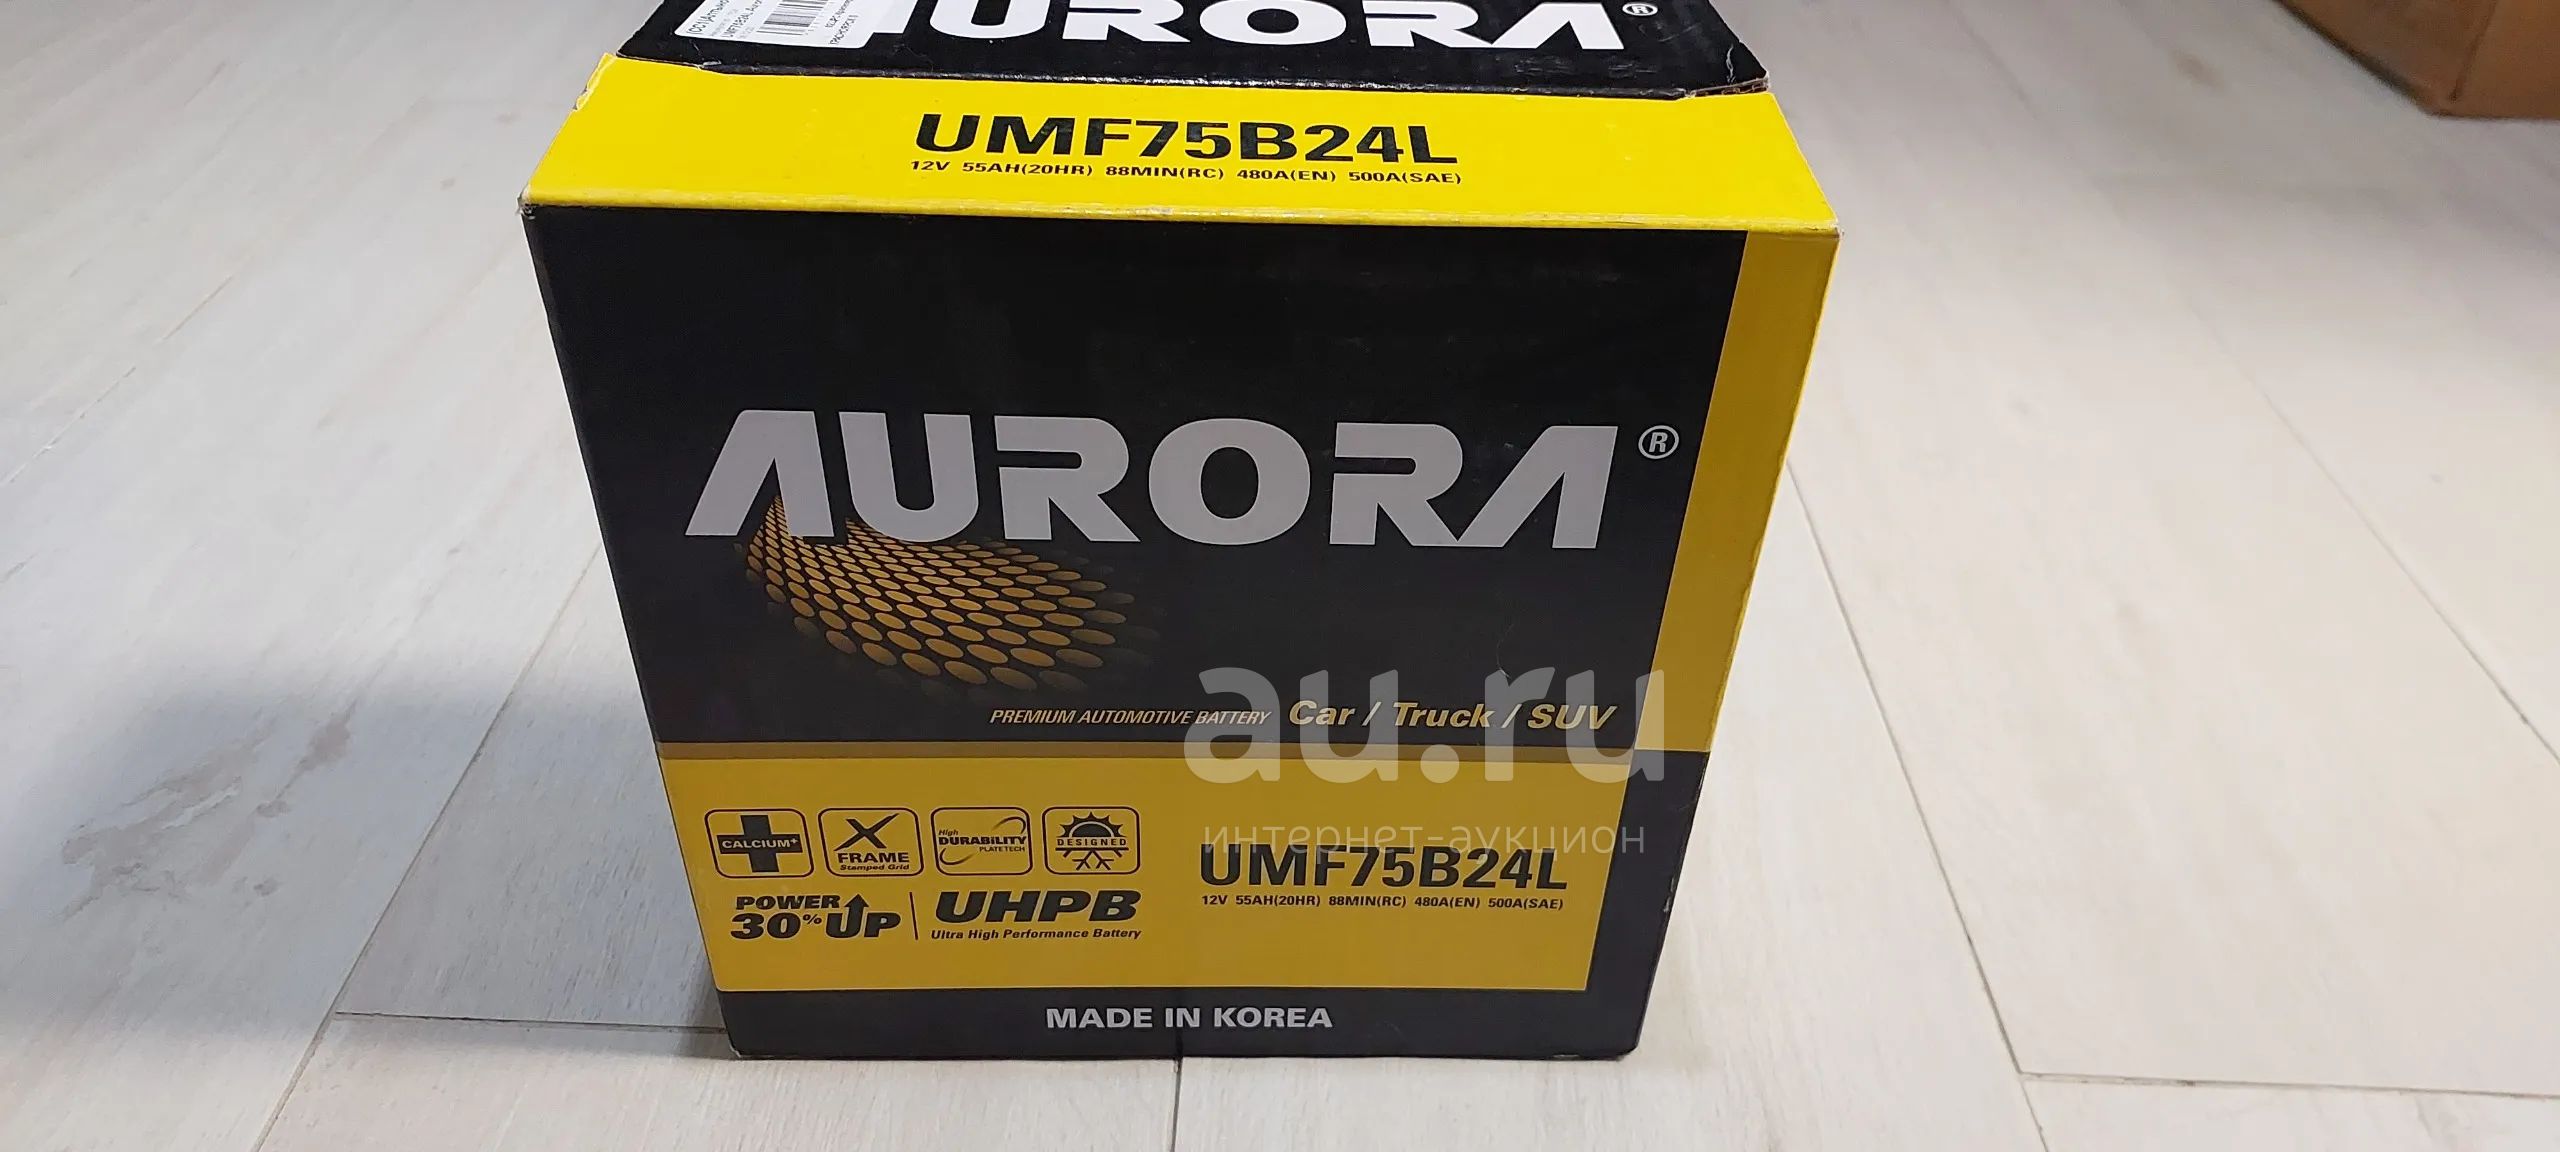 AURORA®
UMF75B24L
12V 55AH(20HR) 88MIN(RC) 480A(EN) 500A(SAE)
AURORA®
PREMIUM AUTOMOTIVE BATTERY Car / Truck / SUV
au.ru
интернет-аукцион
CALCIUM+
X
FRAME
Stamped Grid
High
DURABILITY
PLATE TECH
DESIGNED
UMF75B24L
12V 55AH(20HR) 88MIN(RC) 480A(EN) 500A(SAE)
POWER
30% UP
UHPB
Ultra High Performance Battery
MADE IN KOREA